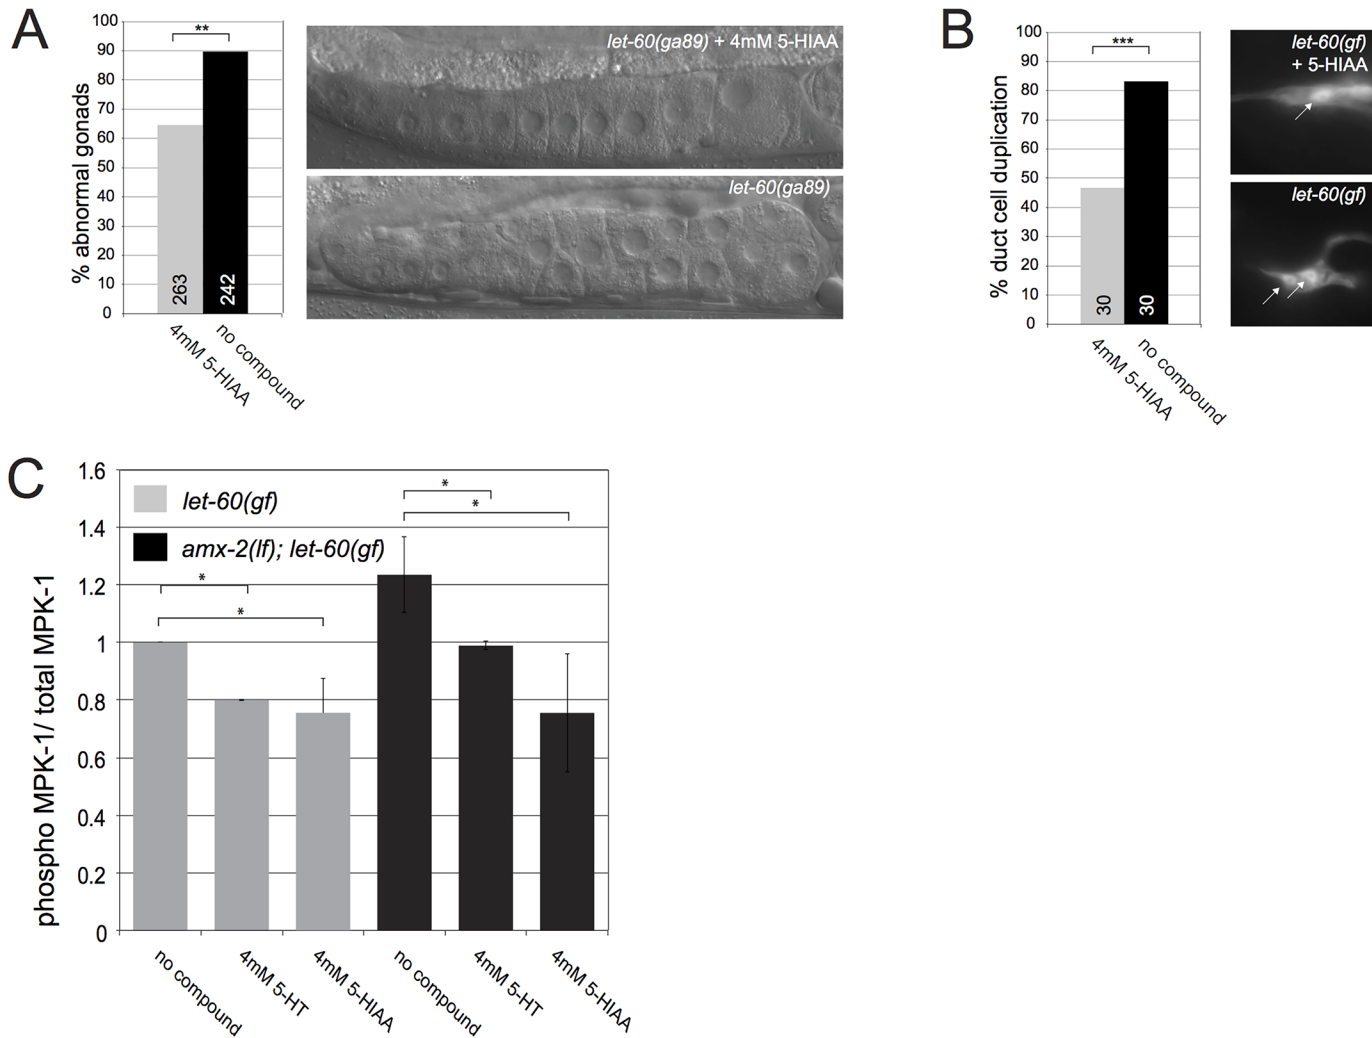 A
100
90
80
70
60
50
40
30
20
10
0
% abnormal gonads
**
263
242
4mM 5-HIAA
no compound
let-60(ga89) + 4mM 5-HIAA
let-60(ga89)
B
100
90
80
70
60
50
40
30
20
10
0
% duct cell duplication
***
30
30
4mM 5-HIAA
no compound
let-60(gf)
+ 5-HIAA
let-60(gf)
C
1.6
1.4
1.2
1
0.8
0.6
0.4
0.2
0
phospho MPK-1/ total MPK-1
let-60(gf)
amx-2(lf); let-60(gf)
*
*
*
*
no compound
4mM 5-HT
4mM 5-HIAA
no compound
4mM 5-HT
4mM 5-HIAA